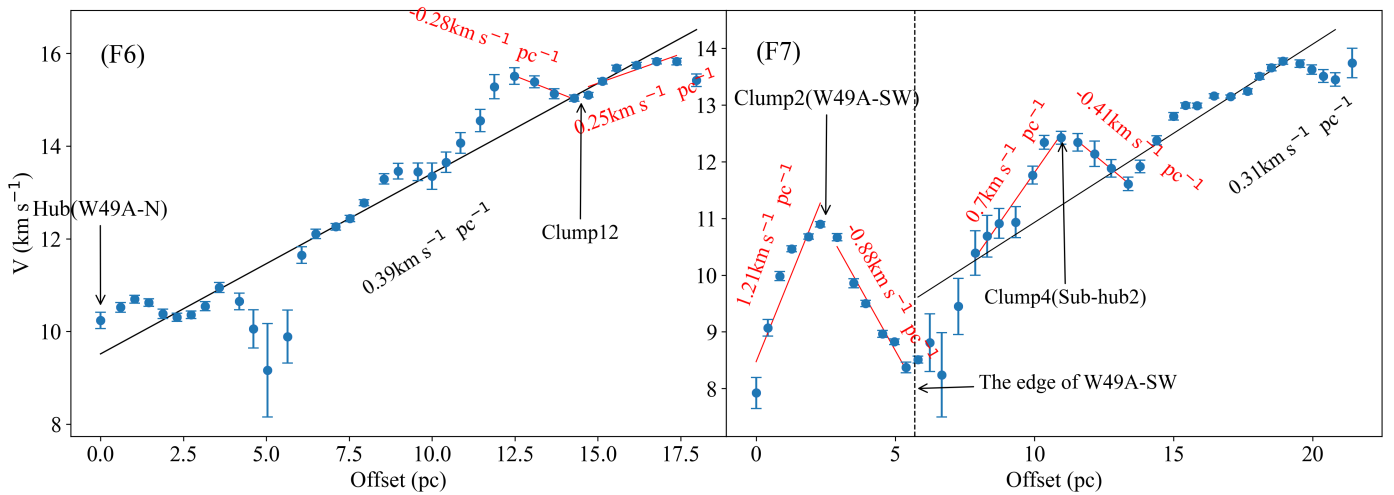 (F6)
-0.28km s⁻¹ pc⁻¹
0.25km s⁻¹ pc⁻¹
Hub(W49A-N)
0.39km s⁻¹ pc⁻¹
Clump12
V (km s⁻¹)
16
14
12
10
8
0.0 2.5 5.0 7.5 10.0 12.5 15.0 17.5
Offset (pc)
(F7)
Clump2(W49A-SW)
1.21km s⁻¹ pc⁻¹
-0.88km s⁻¹ pc⁻¹
0.7km s⁻¹ pc⁻¹
-0.41km s⁻¹ pc⁻¹
0.31km s⁻¹ pc⁻¹
Clump4(Sub-hub2)
The edge of W49A-SW
14
13
12
11
10
9
8
0 5 10 15 20
Offset (pc)